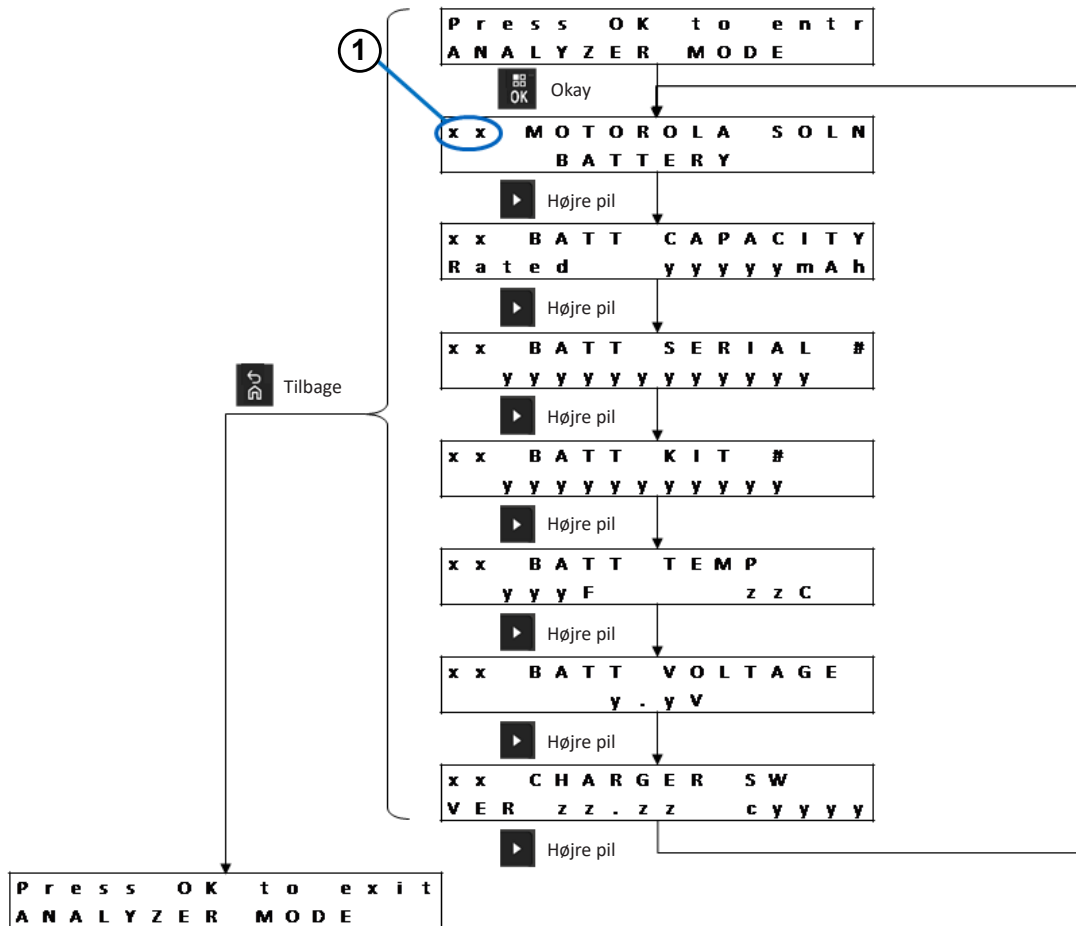 Press OK to entr
ANALYZER MODE
1
OK Okay
xx MOTOROLA SOLN
BATTERY
Højre pil
xx BATT CAPACITY
Rated yyyyymAh
Højre pil
xx BATT SERIAL #
yyyyyyyyyyyy
Tilbage
Højre pil
xx BATT KIT #
yyyyyyyyyyy
Højre pil
xx BATT TEMP
yyyF zzC
Højre pil
xx BATT VOLTAGE
y.yV
Højre pil
xx CHARGER SW
VER zz.zz cyyyy
Højre pil
Press OK to exit
ANALYZER MODE